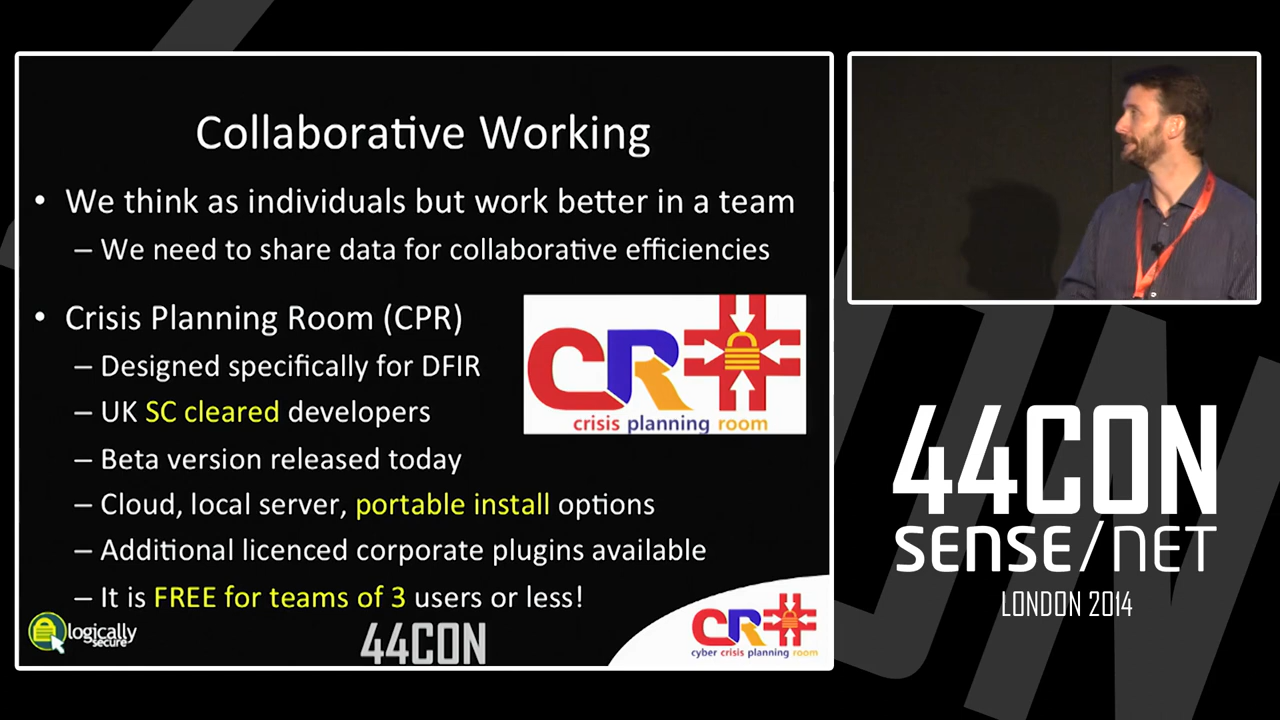 Collaborative Working
• We think as individuals but work better in a team
– We need to share data for collaborative efficiencies
• Crisis Planning Room (CPR)
– Designed specifically for DFIR
– UK SC cleared developers
– Beta version released today
– Cloud, local server, portable install options
– Additional licenced corporate plugins available
– It is FREE for teams of 3 users or less!
CR
crisis planning room
logically
secure
44CON
CR
cyber crisis planning room
44CON
SENSE/NET
LONDON 2014